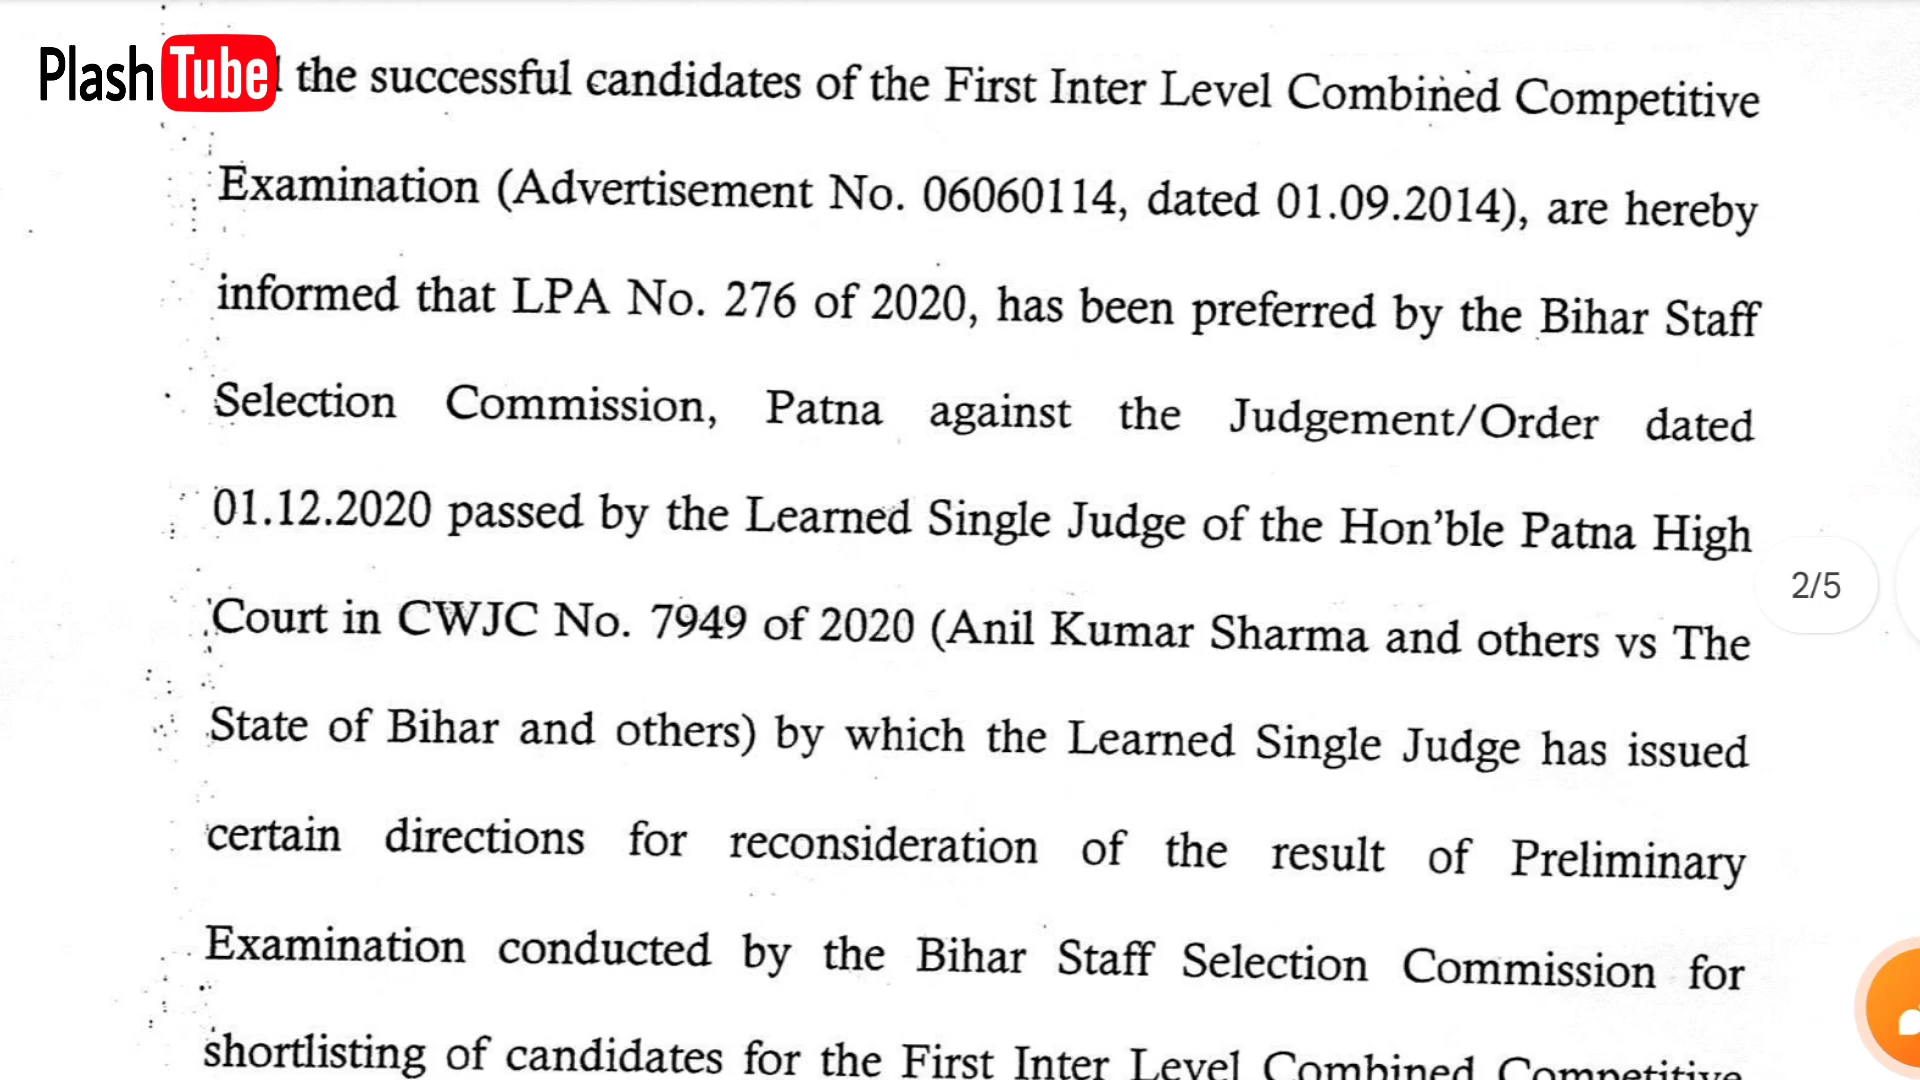 Plash Tube the successful candidates of the First Inter Level Combined Competitive
Examination (Advertisement No. 06060114, dated 01.09.2014), are hereby
informed that LPA No. 276 of 2020, has been preferred by the Bihar Staff
Selection Commission, Patna against the Judgement/Order dated
01.12.2020 passed by the Learned Single Judge of the Hon'ble Patna High
2/5
Court in CWJC No. 7949 of 2020 (Anil Kumar Sharma and others vs The
State of Bihar and others) by which the Learned Single Judge has issued
certain directions for reconsideration of the result of Preliminary
Examination conducted by the Bihar Staff Selection Commission for
shortlisting of candidates for the First Inter Level Combined Competitive